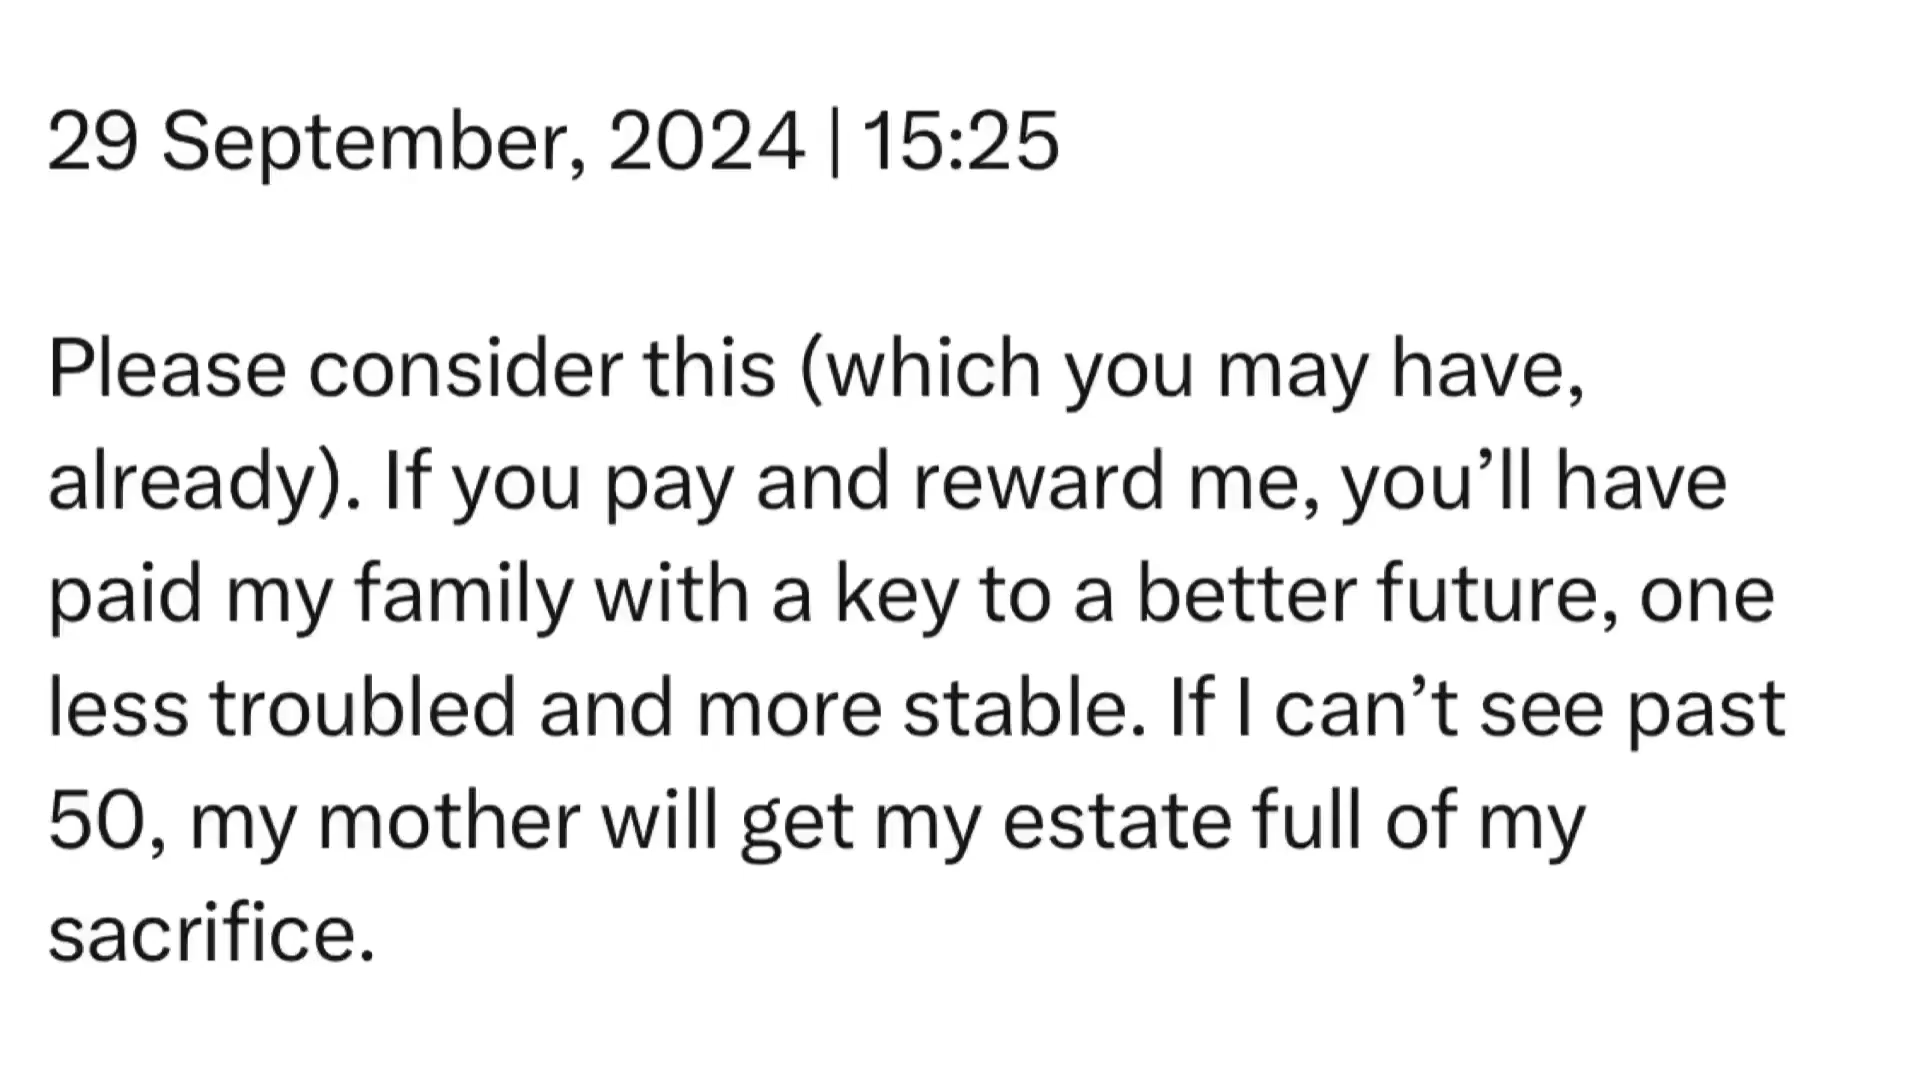 29 September, 2024 | 15:25
Please consider this (which you may have,
already). If you pay and reward me, you’ll have
paid my family with a key to a better future, one
less troubled and more stable. If I can’t see past
50, my mother will get my estate full of my
sacrifice.